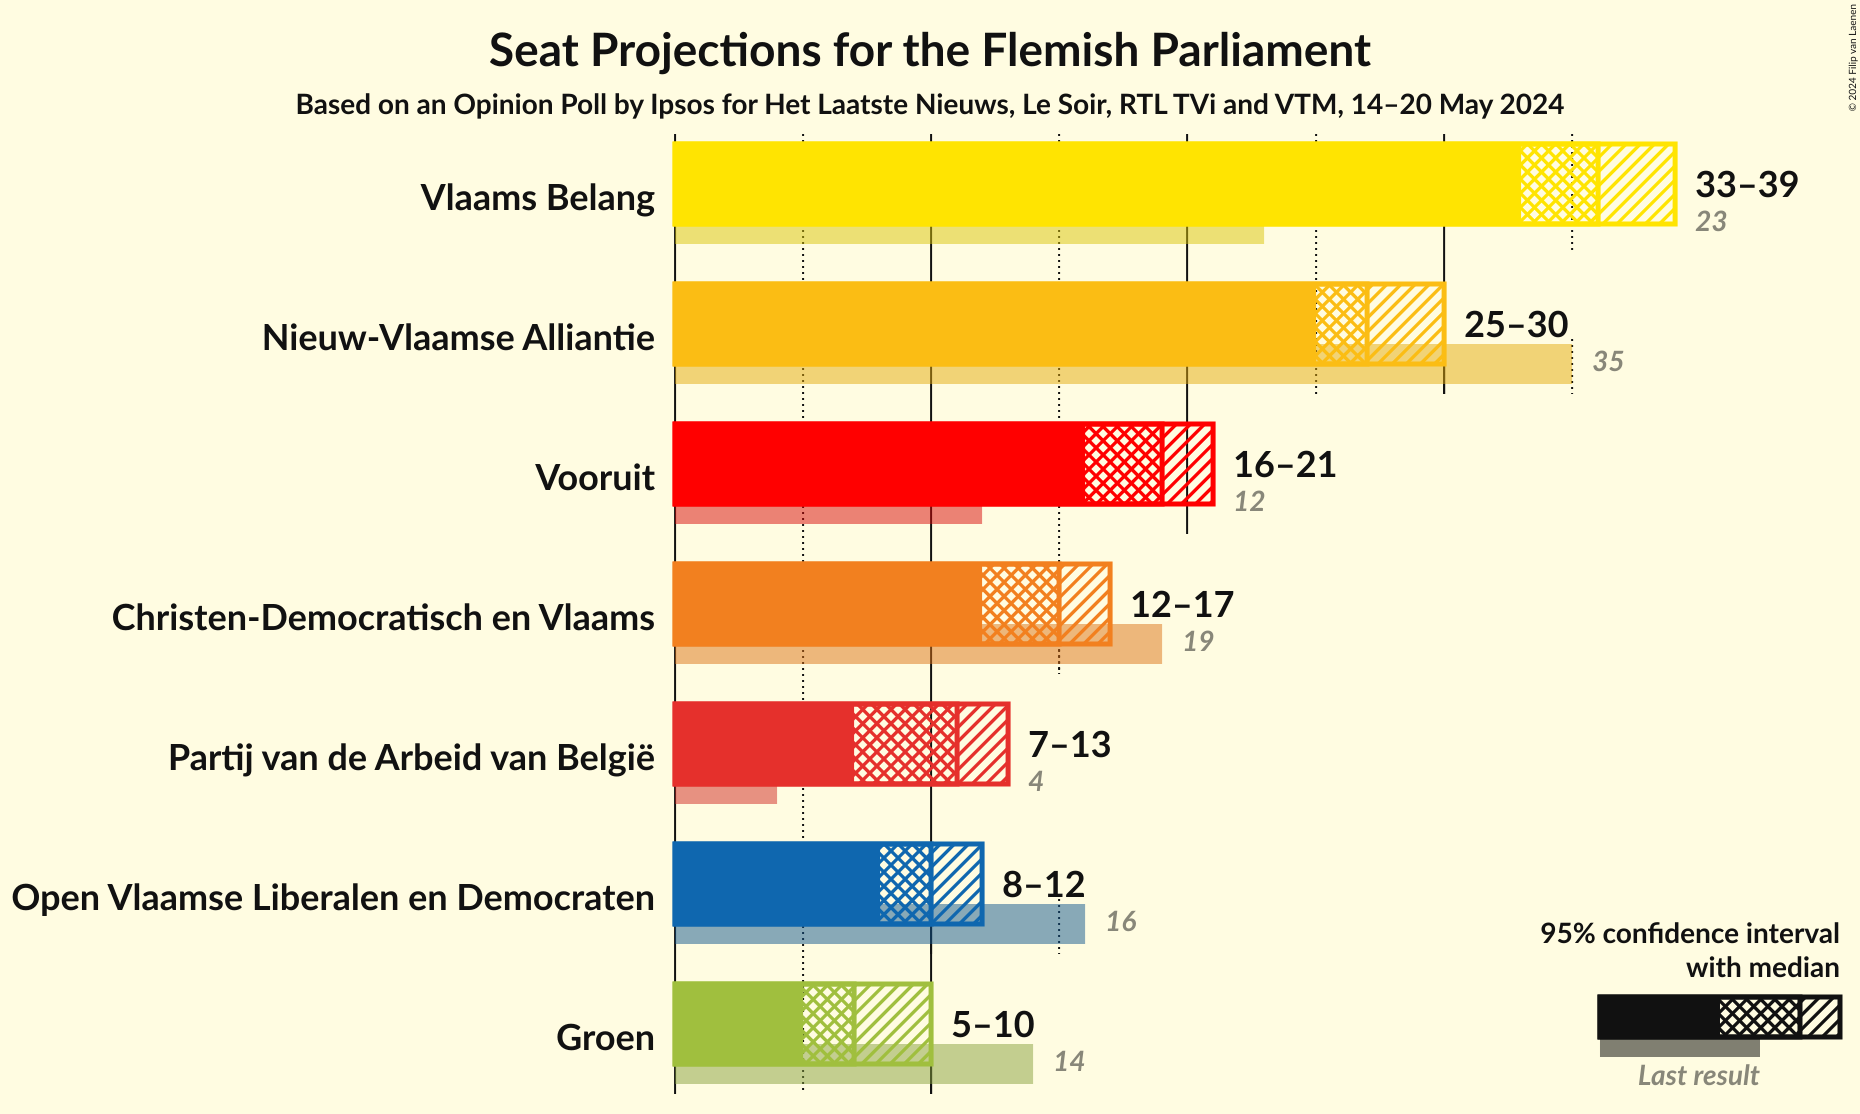 Seat Projections for the Flemish Parliament
Based on an Opinion Poll by Ipsos for Het Laatste Nieuws, Le Soir, RTL TVi and VTM, 14–20 May 2024
© 2024 Filip van Laenen
Vlaams Belang
33–39
23
Nieuw-Vlaamse Alliantie
25–30
35
Vooruit
16–21
12
Christen-Democratisch en Vlaams
12–17
19
Partij van de Arbeid van België
7–13
4
Open Vlaamse Liberalen en Democraten
8–12
16
Groen
5–10
14
95% confidence interval
with median
Last result